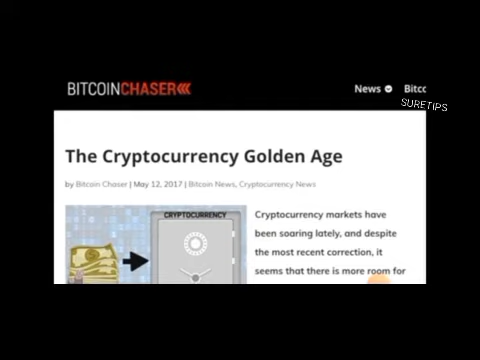 BITCOINCHASER
News
Bitcc
SURETIPS
The Cryptocurrency Golden Age
by Bitcoin Chaser | May 12, 2017 | Bitcoin News, Cryptocurrency News
CRYPTOCURRENCY
Cryptocurrency markets have
been soaring lately, and despite
the most recent correction, it
seems that there is more room for